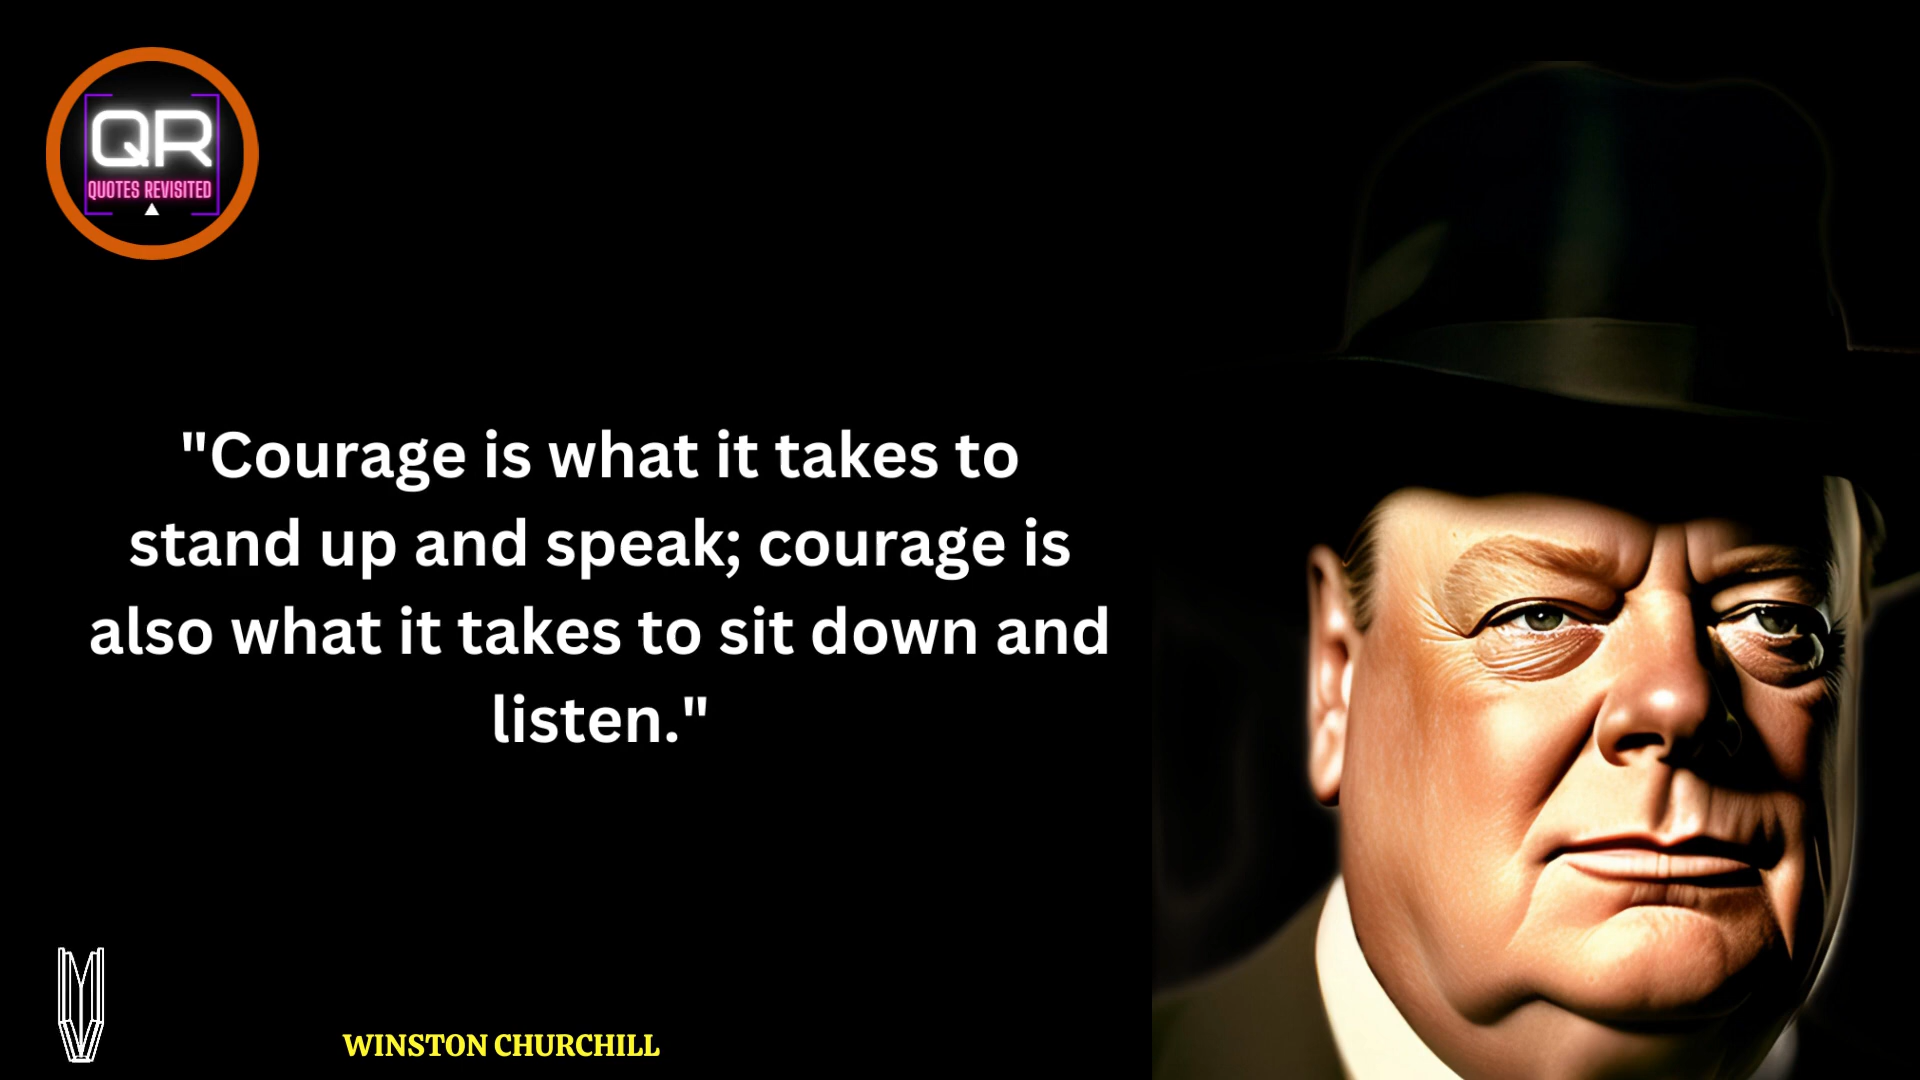 QR
QUOTES REVISITED
"Courage is what it takes to
stand up and speak; courage is
also what it takes to sit down and
listen."
WINSTON CHURCHILL